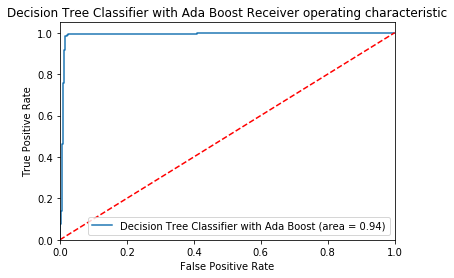 Decision Tree Classifier with Ada Boost Receiver operating characteristic
1.0
0.8
0.6
0.4
0.2
0.0
True Positive Rate
Decision Tree Classifier with Ada Boost (area = 0.94)
0.0 0.2 0.4 0.6 0.8 1.0
False Positive Rate